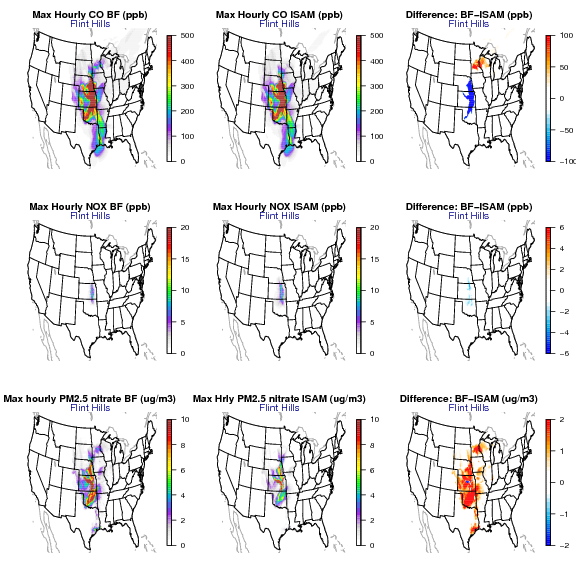 Max Hourly CO BF (ppb)
Flint Hills
500
400
300
200
100
0
Max Hourly CO ISAM (ppb)
Flint Hills
500
400
300
200
100
0
Difference: BF−ISAM (ppb)
Flint Hills
100
50
0
−50
−100
Max Hourly NOX BF (ppb)
Flint Hills
20
15
10
5
0
Max Hourly NOX ISAM (ppb)
Flint Hills
20
15
10
5
0
Difference: BF−ISAM (ppb)
Flint Hills
6
4
2
0
−2
−4
−6
Max hourly PM2.5 nitrate BF (ug/m3)
Flint Hills
10
8
6
4
2
0
Max Hrly PM2.5 nitrate ISAM (ug/m3)
Flint Hills
10
8
6
4
2
0
Difference: BF−ISAM (ug/m3)
Flint Hills
2
1
0
−1
−2